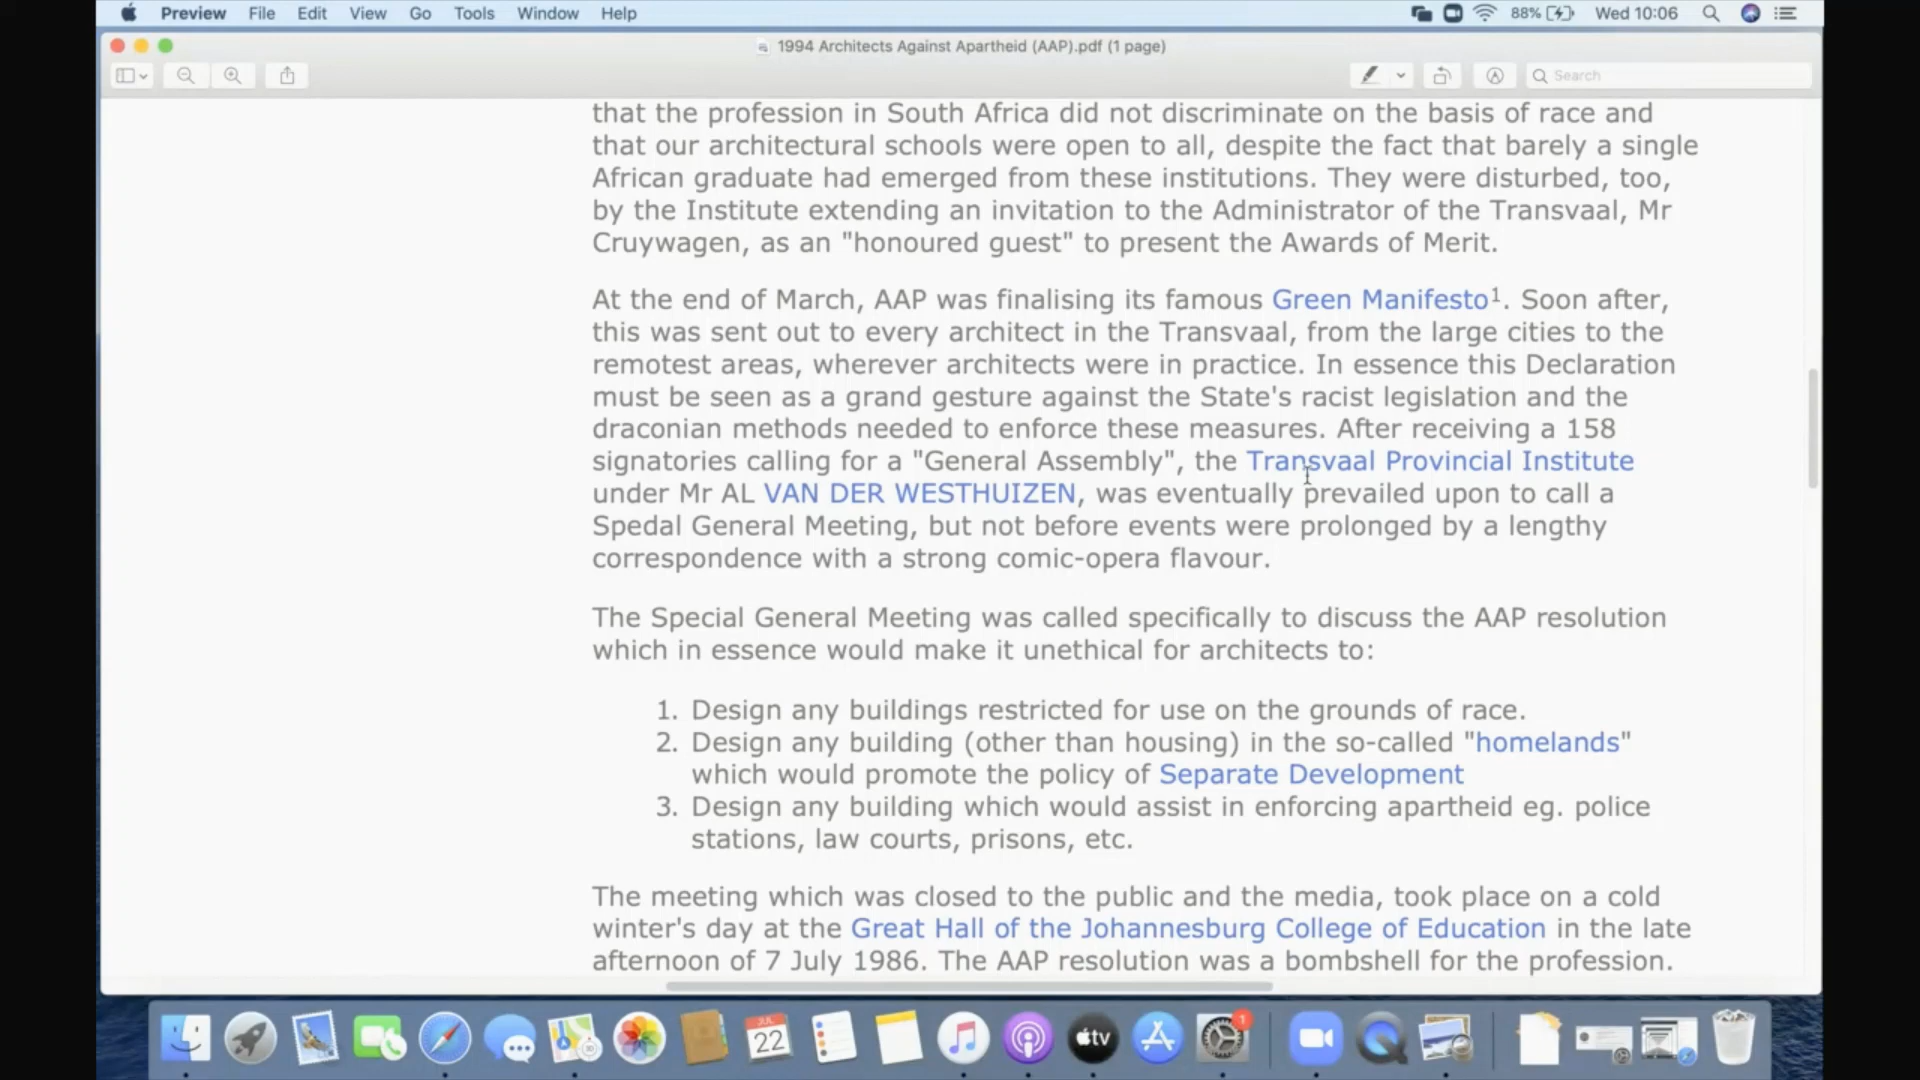 Preview File Edit View Go Tools Window Help 88% Wed 10:06
1994 Architects Against Apartheid (AAP).pdf (1 page)
Search
that the profession in South Africa did not discriminate on the basis of race and
that our architectural schools were open to all, despite the fact that barely a single
African graduate had emerged from these institutions. They were disturbed, too,
by the Institute extending an invitation to the Administrator of the Transvaal, Mr
Cruywagen, as an "honoured guest" to present the Awards of Merit.
At the end of March, AAP was finalising its famous Green Manifesto¹. Soon after,
this was sent out to every architect in the Transvaal, from the large cities to the
remotest areas, wherever architects were in practice. In essence this Declaration
must be seen as a grand gesture against the State's racist legislation and the
draconian methods needed to enforce these measures. After receiving a 158
signatories calling for a "General Assembly", the Transvaal Provincial Institute
under Mr AL VAN DER WESTHUIZEN, was eventually prevailed upon to call a
Spedal General Meeting, but not before events were prolonged by a lengthy
correspondence with a strong comic-opera flavour.
The Special General Meeting was called specifically to discuss the AAP resolution
which in essence would make it unethical for architects to:
1. Design any buildings restricted for use on the grounds of race.
2. Design any building (other than housing) in the so-called "homelands"
which would promote the policy of Separate Development
3. Design any building which would assist in enforcing apartheid eg. police
stations, law courts, prisons, etc.
The meeting which was closed to the public and the media, took place on a cold
winter's day at the Great Hall of the Johannesburg College of Education in the late
afternoon of 7 July 1986. The AAP resolution was a bombshell for the profession.
JUL
22
tv
1